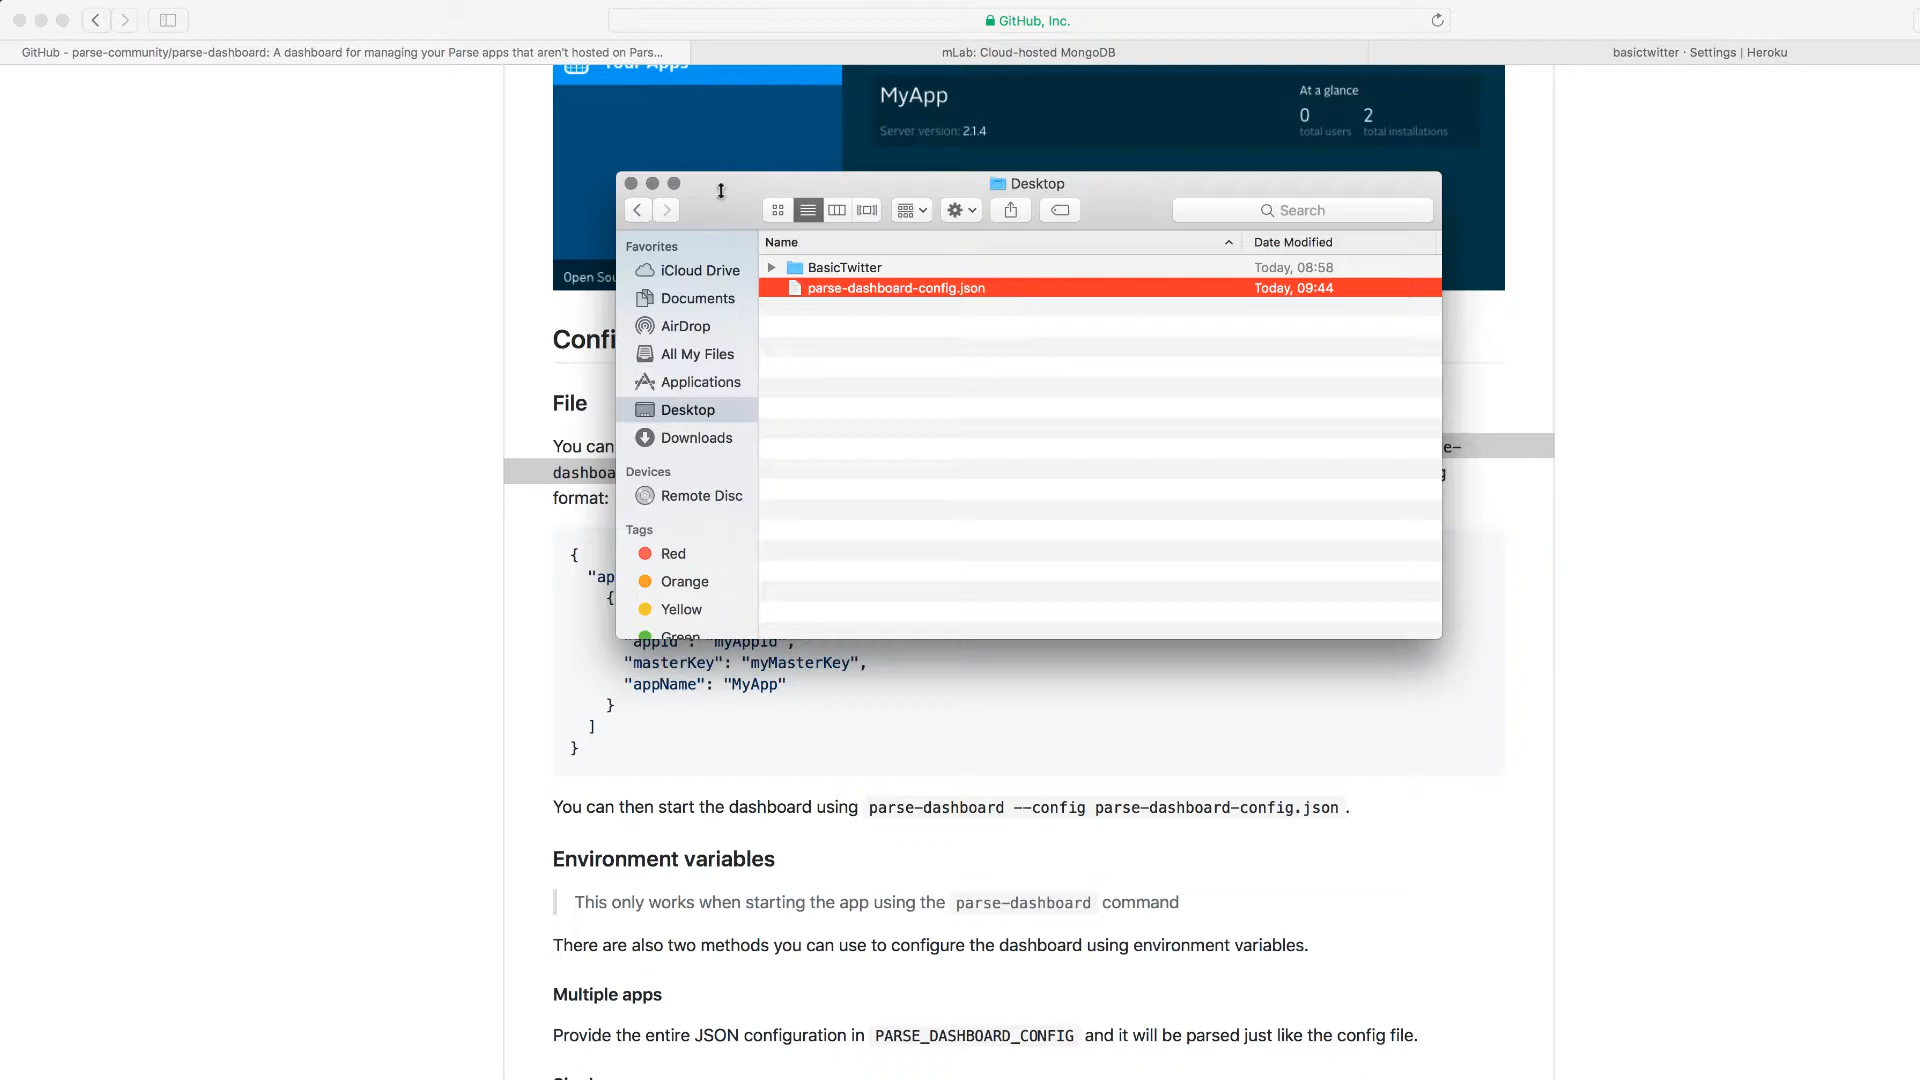 GitHub, Inc.
GitHub - parse-community/parse-dashboard: A dashboard for managing your Parse apps that aren't hosted on Pars...
mLab: Cloud-hosted MongoDB
basictwitter · Settings | Heroku
Your Apps
MyApp
At a glance
0 2
Server version: 2.1.4
total users total installations
Desktop
Search
Favorites
Name
Date Modified
iCloud Drive
BasicTwitter
Today, 08:58
parse-dashboard-config.json
Today, 09:44
Open Sou
Documents
AirDrop
Confi
All My Files
Applications
File
Desktop
Downloads
You can
e-
Devices
dashboa
Remote Disc
format:
Tags
Red
{
"ap
Orange
{
Yellow
Green
"appId": "myAppId",
"masterKey": "myMasterKey",
"appName": "MyApp"
}
]
}
You can then start the dashboard using parse-dashboard --config parse-dashboard-config.json.
Environment variables
This only works when starting the app using the parse-dashboard command
There are also two methods you can use to configure the dashboard using environment variables.
Multiple apps
Provide the entire JSON configuration in PARSE_DASHBOARD_CONFIG and it will be parsed just like the config file.